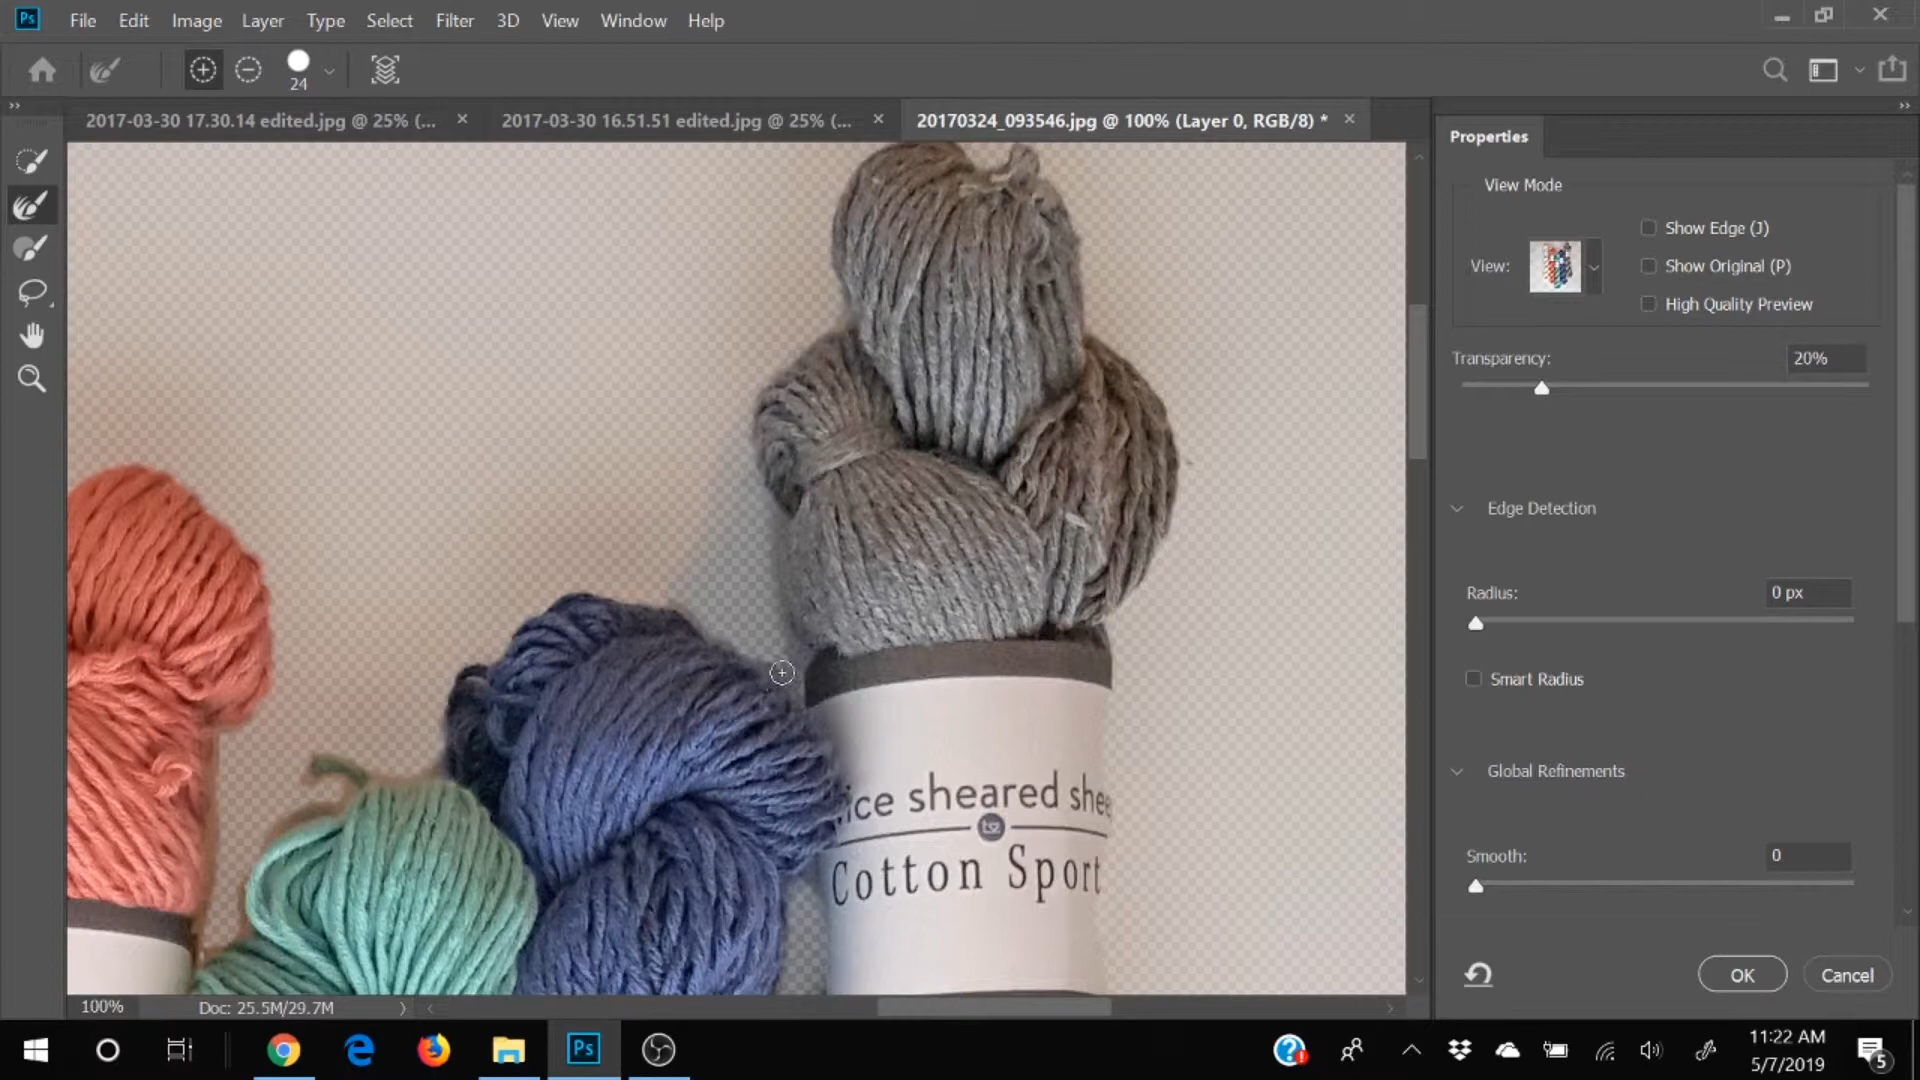 Ps File Edit Image Layer Type Select Filter 3D View Window Help
24
2017-03-30 17.30.14 edited.jpg @ 25% (...
2017-03-30 16.51.51 edited.jpg @ 25% (...
20170324_093546.jpg @ 100% (Layer 0, RGB/8) *
Properties
View Mode
Show Edge (J)
View:
Show Original (P)
High Quality Preview
Transparency: 20%
Edge Detection
Radius: 0 px
Smart Radius
Global Refinements
Smooth: 0
OK Cancel
ice sheared shee
Cotton Sport
100% Doc: 25.5M/29.7M
Ps
11:22 AM
5/7/2019
5